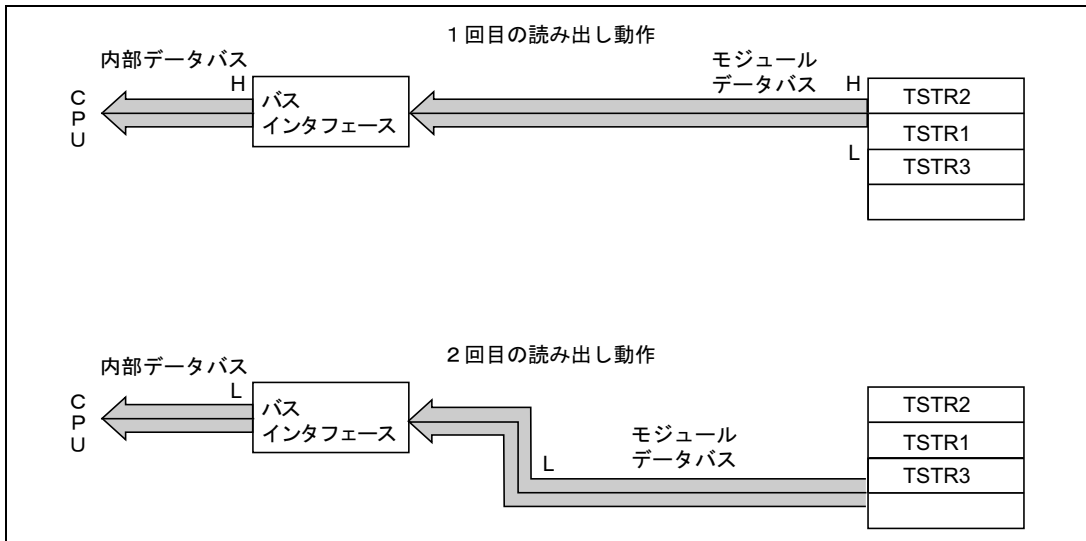 1回目の読み出し動作
内部データバス
H
C
P
U
バス
インタフェース
モジュール
データバス
H
L
TSTR2
TSTR1
TSTR3
2回目の読み出し動作
内部データバス
L
C
P
U
バス
インタフェース
L
モジュール
データバス
TSTR2
TSTR1
TSTR3